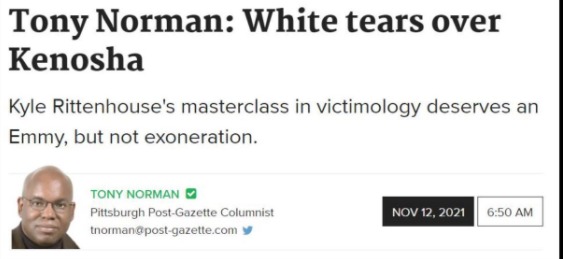 Tony Norman: White tears over
Kenosha
Kyle Rittenhouse's masterclass in victimology deserves an
Emmy, but not exoneration.
TONY NORMAN
Pittsburgh Post-Gazette Columnist
tnorman@post-gazette.com
NOV 12, 2021 6:50 AM